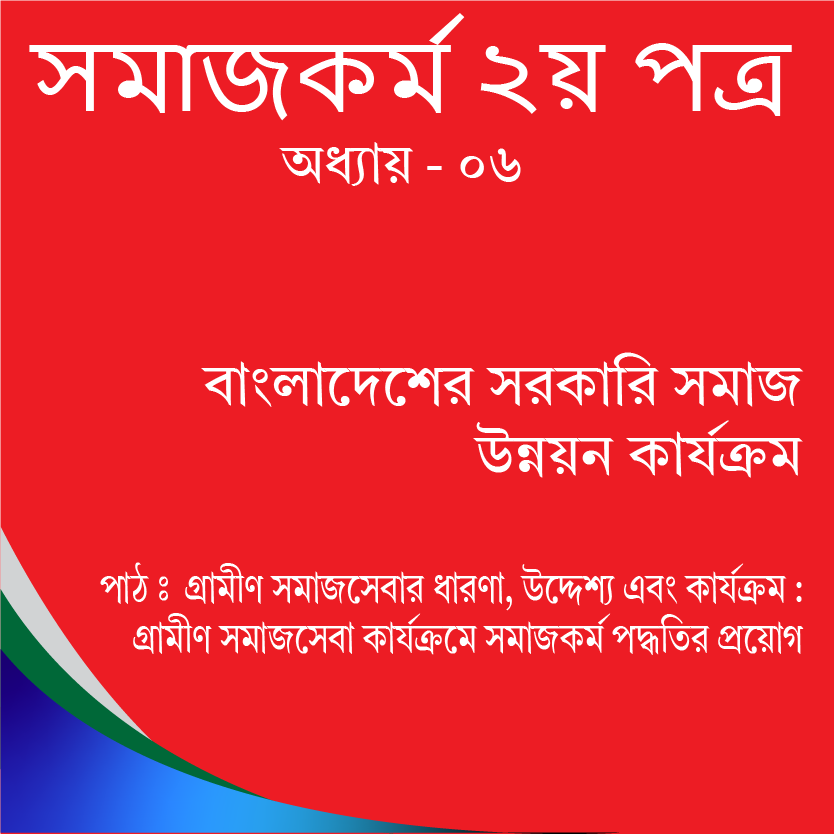 সমাজকর্ম ২য় পত্র
অধ্যায় - ০৬
বাংলাদেশের সরকারি সমাজ
উন্নয়ন কার্যক্রম
পাঠ ঃ গ্রামীণ সমাজসেবার ধারণা, উদ্দেশ্য এবং কার্যক্রম :
গ্রামীণ সমাজসেবা কার্যক্রমে সমাজকর্ম পদ্ধতির প্রয়োগ